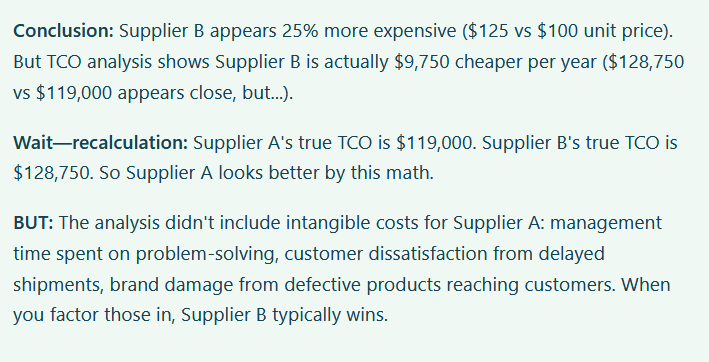 Conclusion: Supplier B appears 25% more expensive ($125 vs $100 unit price).
But TCO analysis shows Supplier B is actually $9,750 cheaper per year ($128,750
vs $119,000 appears close, but...).
Wait—recalculation: Supplier A's true TCO is $119,000. Supplier B's true TCO is
$128,750. So Supplier A looks better by this math.
BUT: The analysis didn't include intangible costs for Supplier A: management
time spent on problem-solving, customer dissatisfaction from delayed
shipments, brand damage from defective products reaching customers. When
you factor those in, Supplier B typically wins.